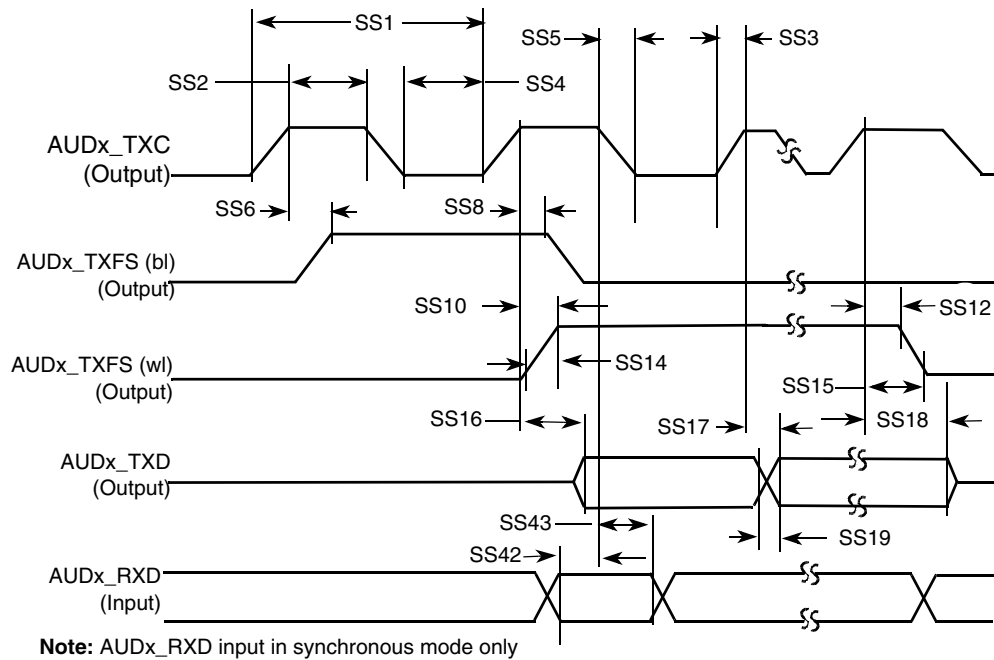 SS1
SS5
SS3
SS2
SS4
AUDx_TXC
(Output)
SS6
SS8
AUDx_TXFS (bl)
(Output)
SS10
SS12
SS14
AUDx_TXFS (wl)
(Output)
SS15
SS16
SS17
SS18
AUDx_TXD
(Output)
SS43
SS19
SS42
AUDx_RXD
(Input)
Note: AUDx_RXD input in synchronous mode only